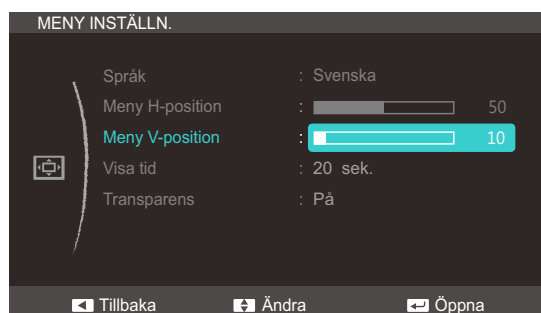 MENY INSTÄLLN.
Språk : Svenska
Meny H-position : 50
Meny V-position : 10
Visa tid : 20 sek.
Transparens : På
Tillbaka Ändra Öppna